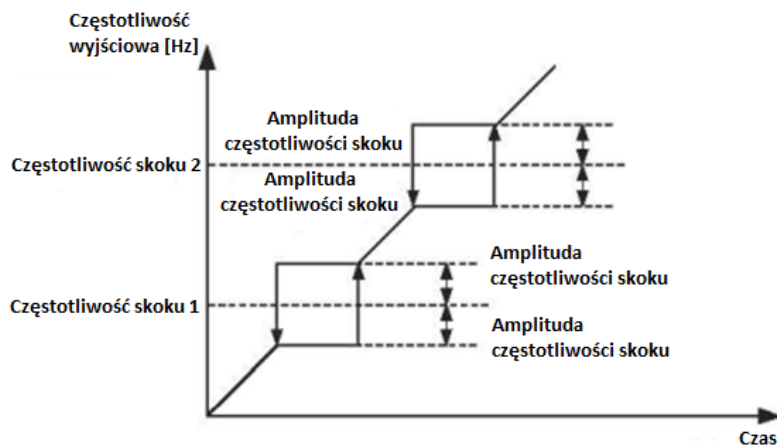 Częstotliwość
wyjściowa [Hz]
Amplituda
częstotliwości skoku
Częstotliwość skoku 2
Amplituda
częstotliwości skoku
Amplituda
częstotliwości skoku
Częstotliwość skoku 1
Amplituda
częstotliwości skoku
Czas